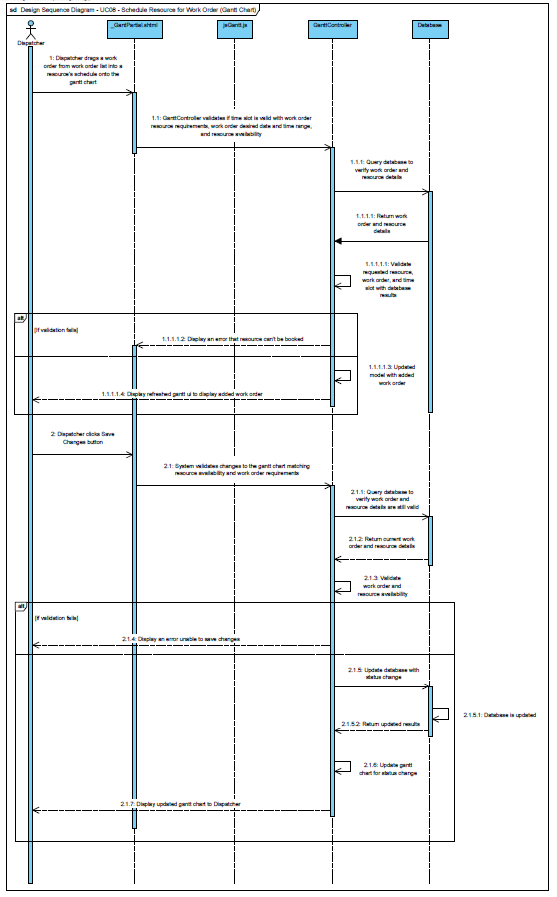 sd Design Sequence Diagram - UC08 - Schedule Resource for Work Order (Gantt Chart)
_GantPartial.shtml
jsGantt.js
GanttController
Database
Dispatcher
1: Dispatcher drags a work
order from work order list into a
resource's schedule onto the
gantt chart
1.1: GanttController validates if time slot is valid with work order
resource requirements, work order desired date and time range,
and resource availability
1.1.1: Query database to
verify work order and
resource details
1.1.1.1: Return work
order and resource
details
1.1.1.1.1: Validate
requested resource,
work order, and time
slot with database
results
alt
[If validation fails]
1.1.1.1.2: Display an error that resource can't be booked
1.1.1.1.3: Updated
model with added
work order
1.1.1.1.4: Display refreshed gantt ui to display added work order
2: Dispatcher clicks Save
Changes button
2.1: System validates changes to the gantt chart matching
resource availability and work order requirements
2.1.1: Query database to
verify work order and
resource details are still valid
2.1.2: Return current work
order and resource details
2.1.3: Validate
work order and
resource availability
alt
[If validation fails]
2.1.4: Display an error unable to save changes
2.1.5: Update database with
status change
2.1.5.1: Database is updated
2.1.5.2: Return updated results
2.1.6: Update gantt
chart for status change
2.1.7: Display updated gantt chart to Dispatcher